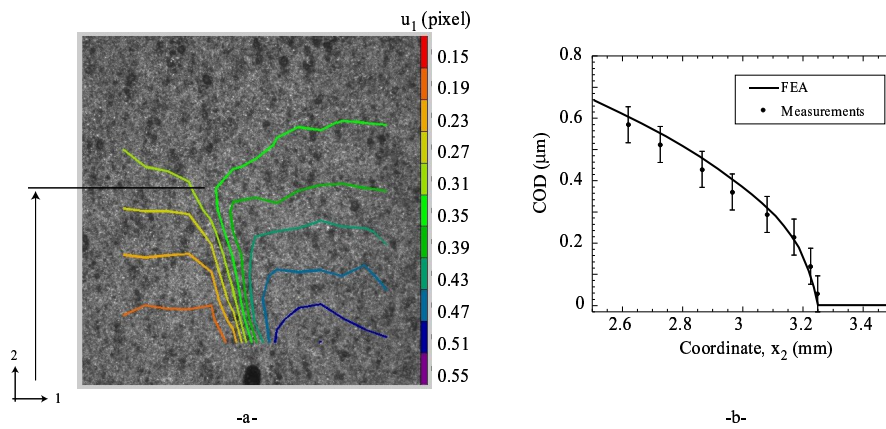 u1 (pixel)
0.15
0.19
0.23
0.27
0.31
0.35
0.39
0.43
0.47
0.51
0.55
2
1
-a-
0.8
0.6
0.4
0.2
0
COD (μm)
FEA
Measurements
2.6 2.8 3 3.2 3.4
Coordinate, x2 (mm)
-b-